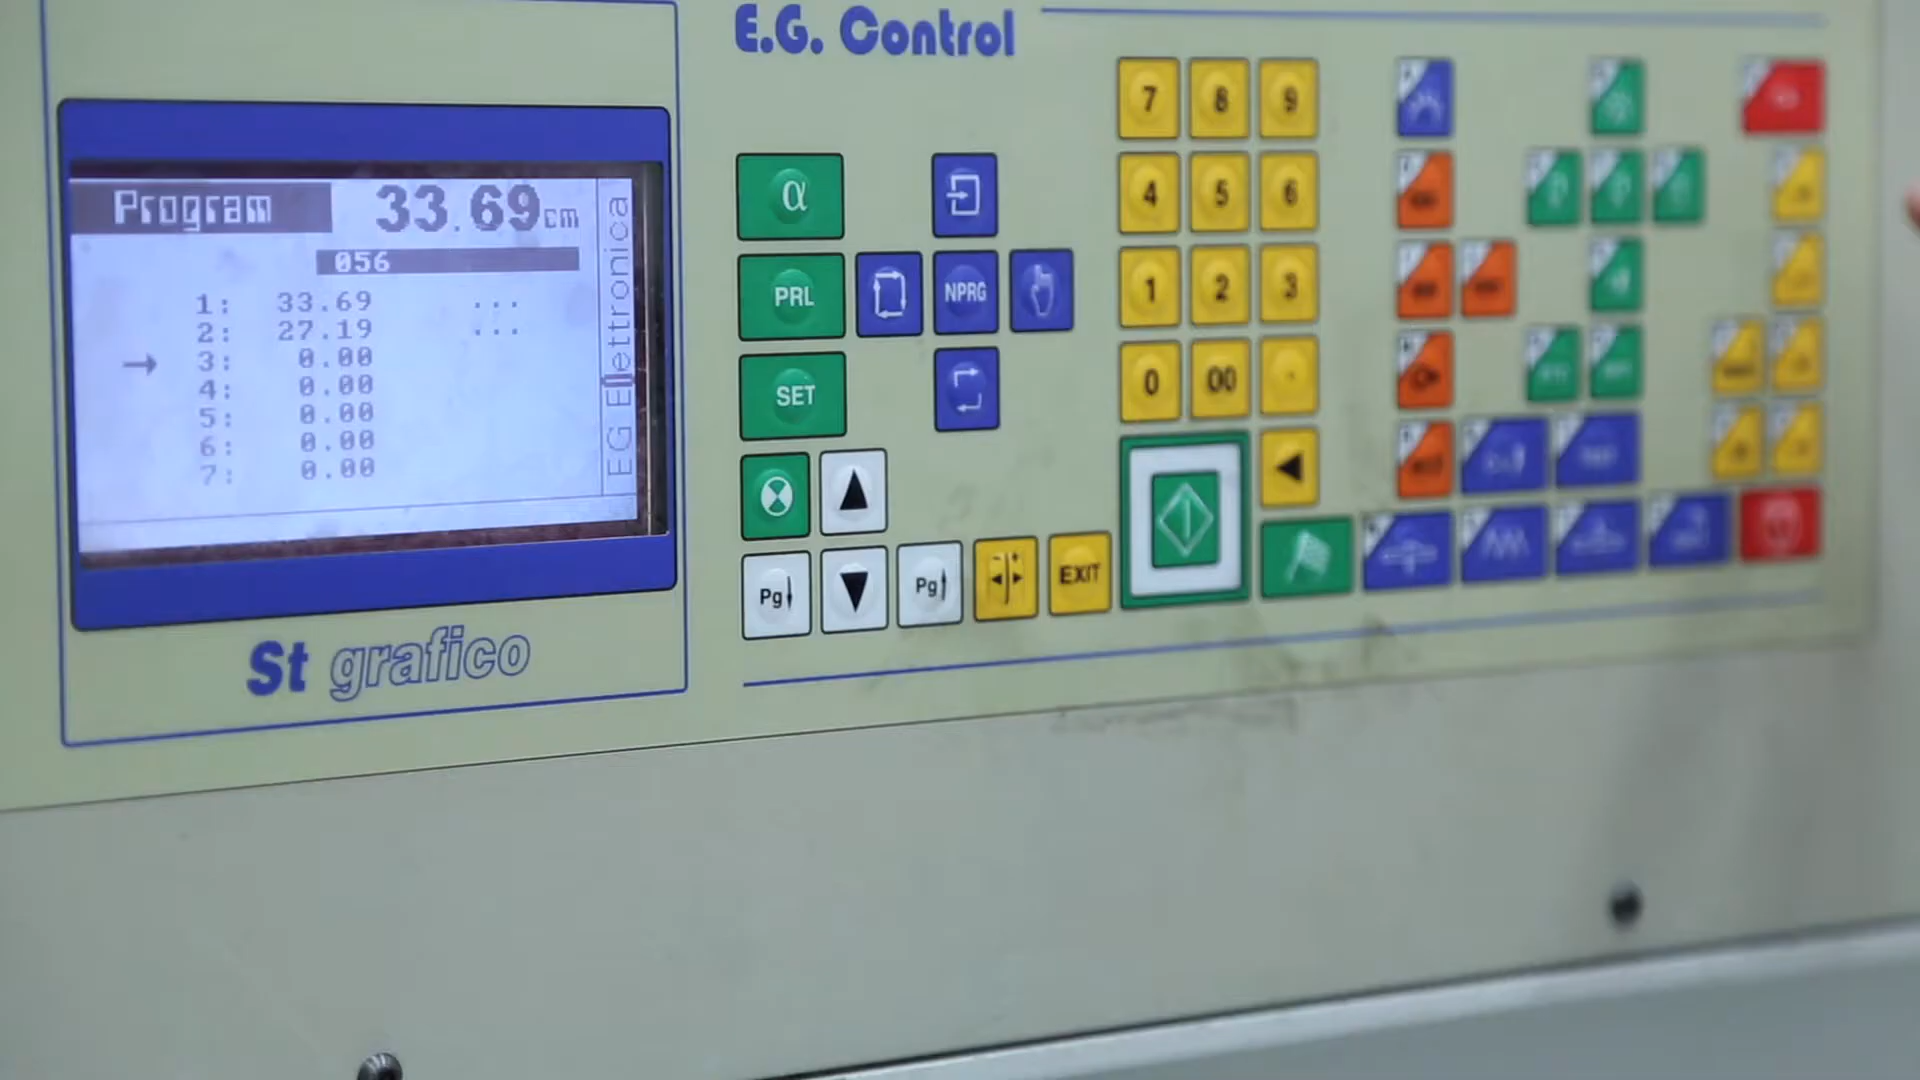 E.G. Control
Program 33.69cm
056
1: 33.69 ...
2: 27.19 ...
→ 3: 0.00
4: 0.00
5: 0.00
6: 0.00
7: 0.00
EG Elettronica
St grafico
α
PRL
NPRG
SET
Pg
Pg
EXIT
7 8 9
4 5 6
1 2 3
0 00 .